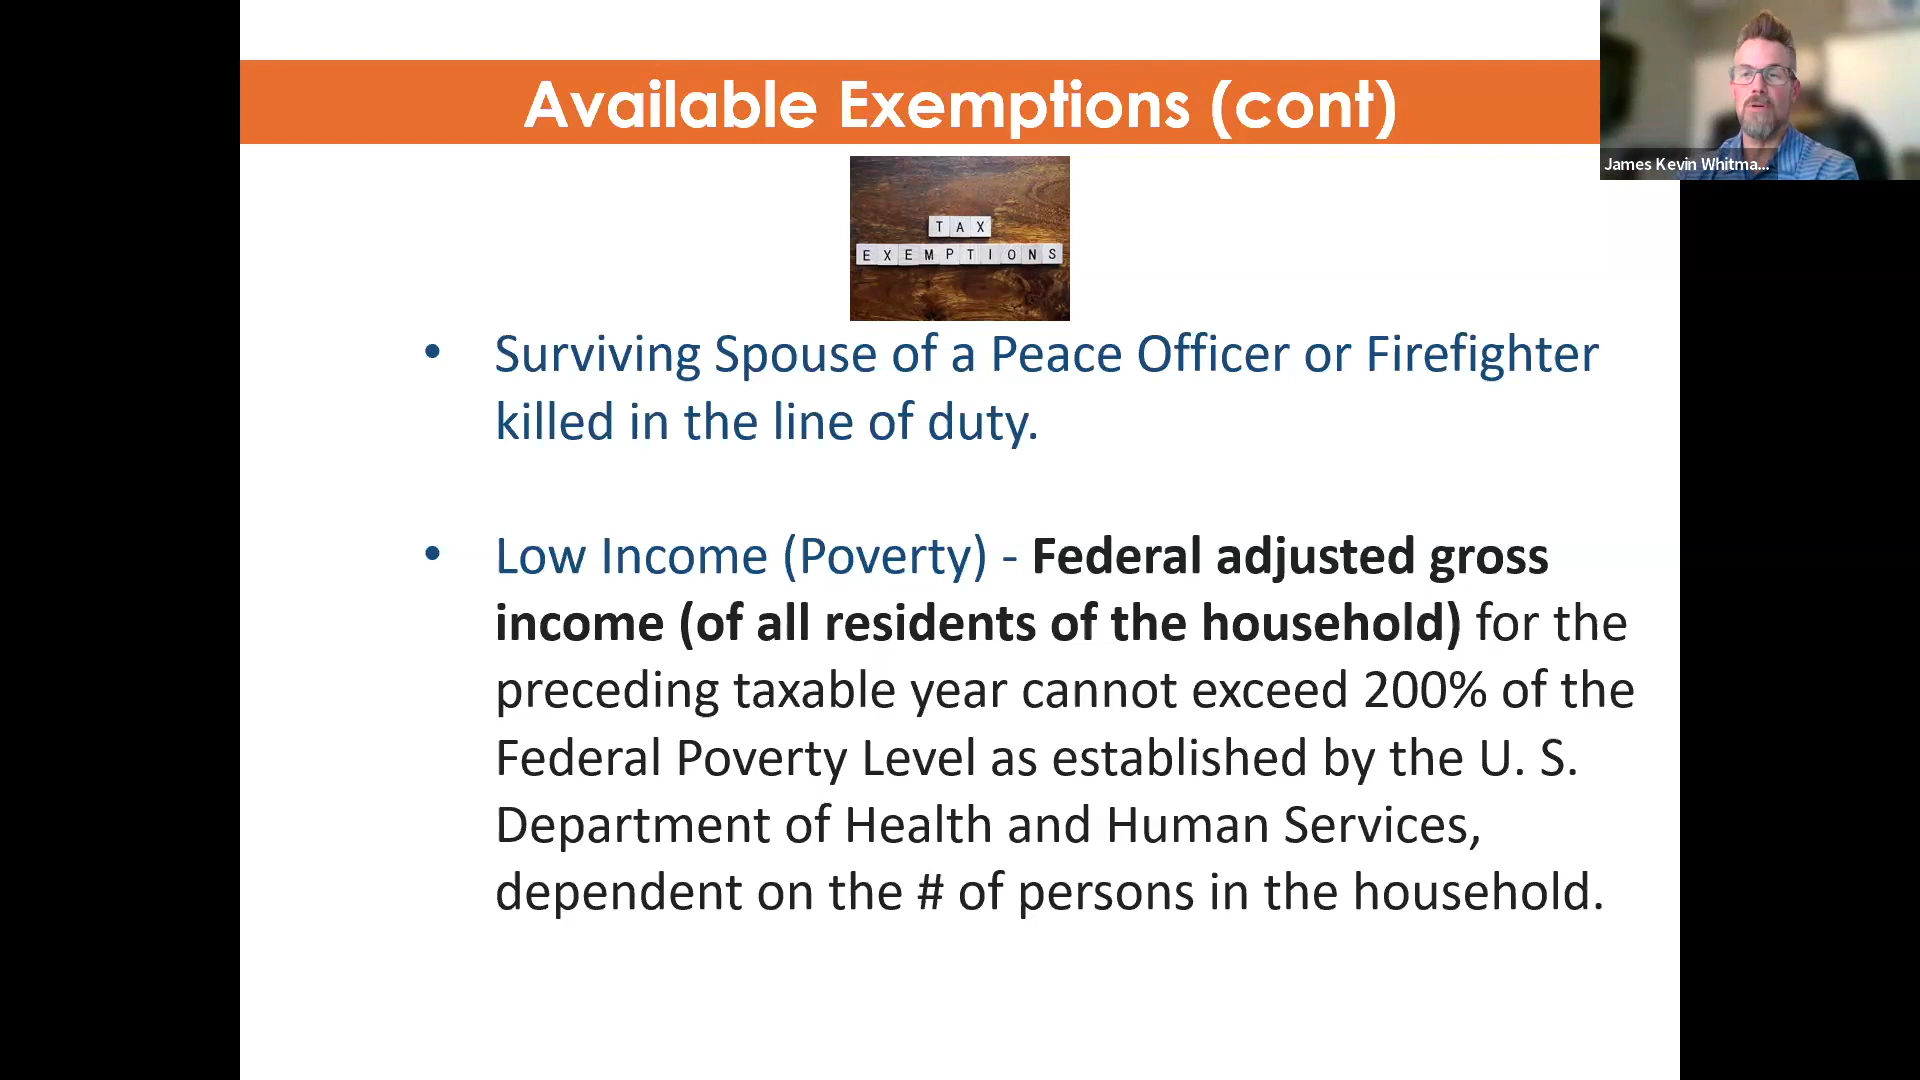 Available Exemptions (cont)
James Kevin Whitma...
TAX
EXEMPTIONS
• Surviving Spouse of a Peace Officer or Firefighter
killed in the line of duty.
• Low Income (Poverty) - Federal adjusted gross
income (of all residents of the household) for the
preceding taxable year cannot exceed 200% of the
Federal Poverty Level as established by the U. S.
Department of Health and Human Services,
dependent on the # of persons in the household.